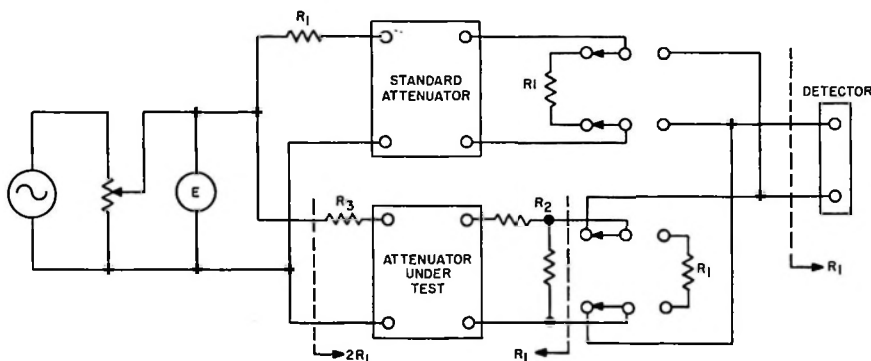 R1
STANDARD
ATTENUATOR
R1
DETECTOR
E
R3
R2
ATTENUATOR
UNDER
TEST
R1
R1
2R1
R1